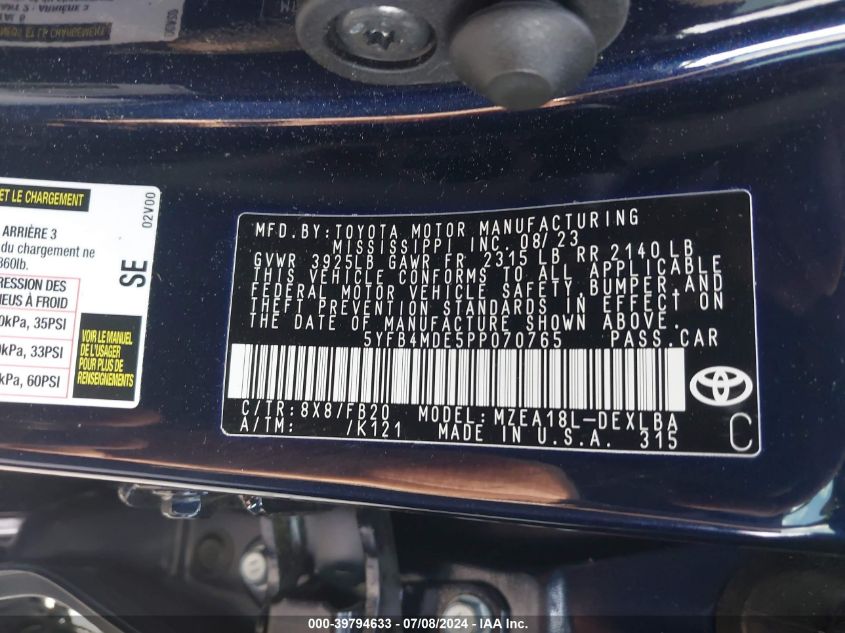 ET LE CHARGEMENT
02V00
ARRIÈRE 3
du chargement ne
860lb.
SE
RESSION DES
NEUS À FROID
0kPa, 35PSI
0kPa, 33PSI
kPa, 60PSI
VOIR LE MANUEL
DE L'USAGER
POUR PLUS DE
RENSEIGNEMENTS
MFD. BY: TOYOTA MOTOR MANUFACTURING
MISSISSIPPI INC. 08/23
GVWR 3925LB GAWR FR 2315 LB RR 2140 LB
THIS VEHICLE CONFORMS TO ALL APPLICABLE
FEDERAL MOTOR VEHICLE SAFETY, BUMPER, AND
THEFT PREVENTION STANDARDS IN EFFECT ON
THE DATE OF MANUFACTURE SHOWN ABOVE.
5YFB4MDE5PP070765 PASS.CAR
C/TR: 8X8/FB20 MODEL: MZEA18L-DEXLBA
A/TM: /K121 MADE IN U.S.A. 315
C
000-39794633 - 07/08/2024 - IAA Inc.